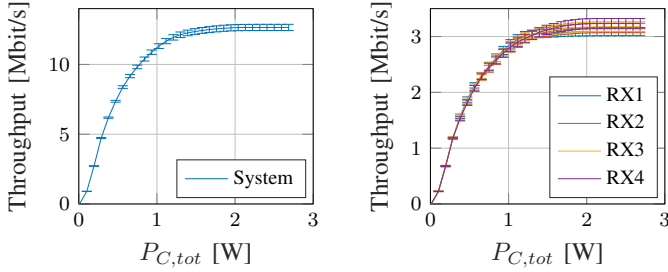 Throughput [Mbit/s]
10
5
0
0 1 2 3
P_{C,tot} [W]
System
Throughput [Mbit/s]
3
2
1
0
0 1 2 3
P_{C,tot} [W]
RX1
RX2
RX3
RX4